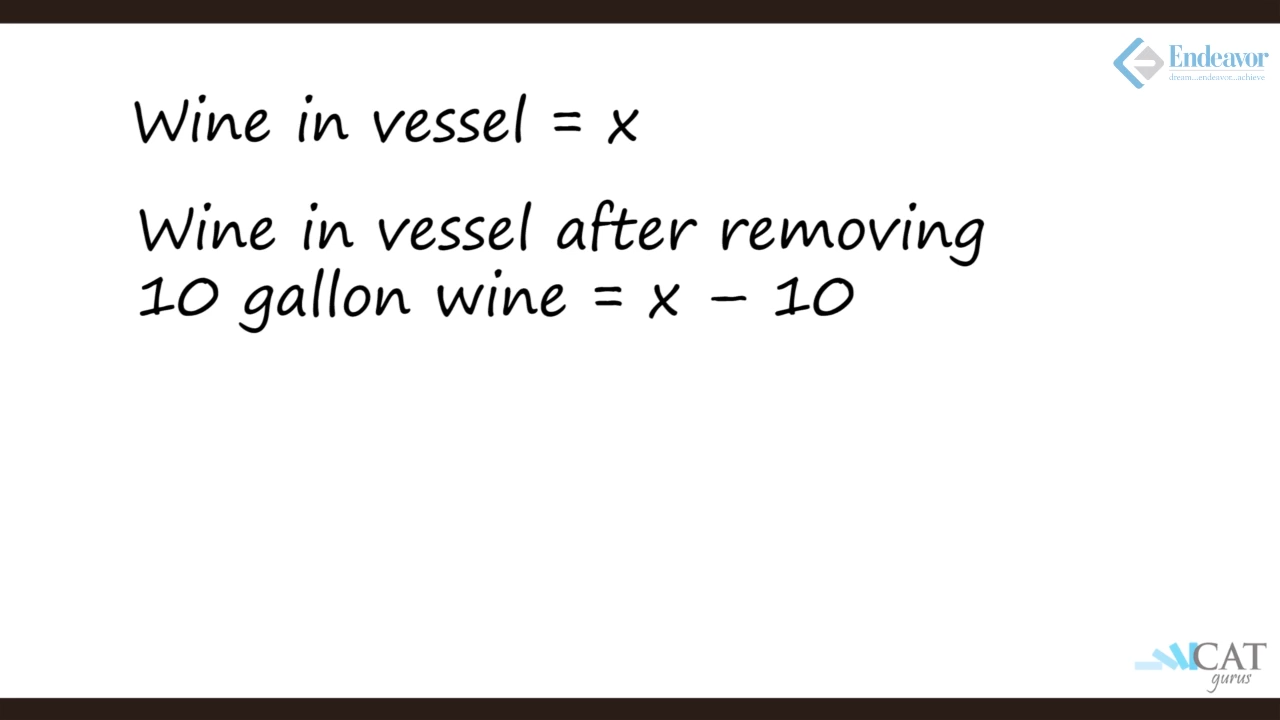 Endeavor
dream...endeavor...achieve
Wine in vessel = x
Wine in vessel after removing
10 gallon wine = x – 10
CAT
gurus